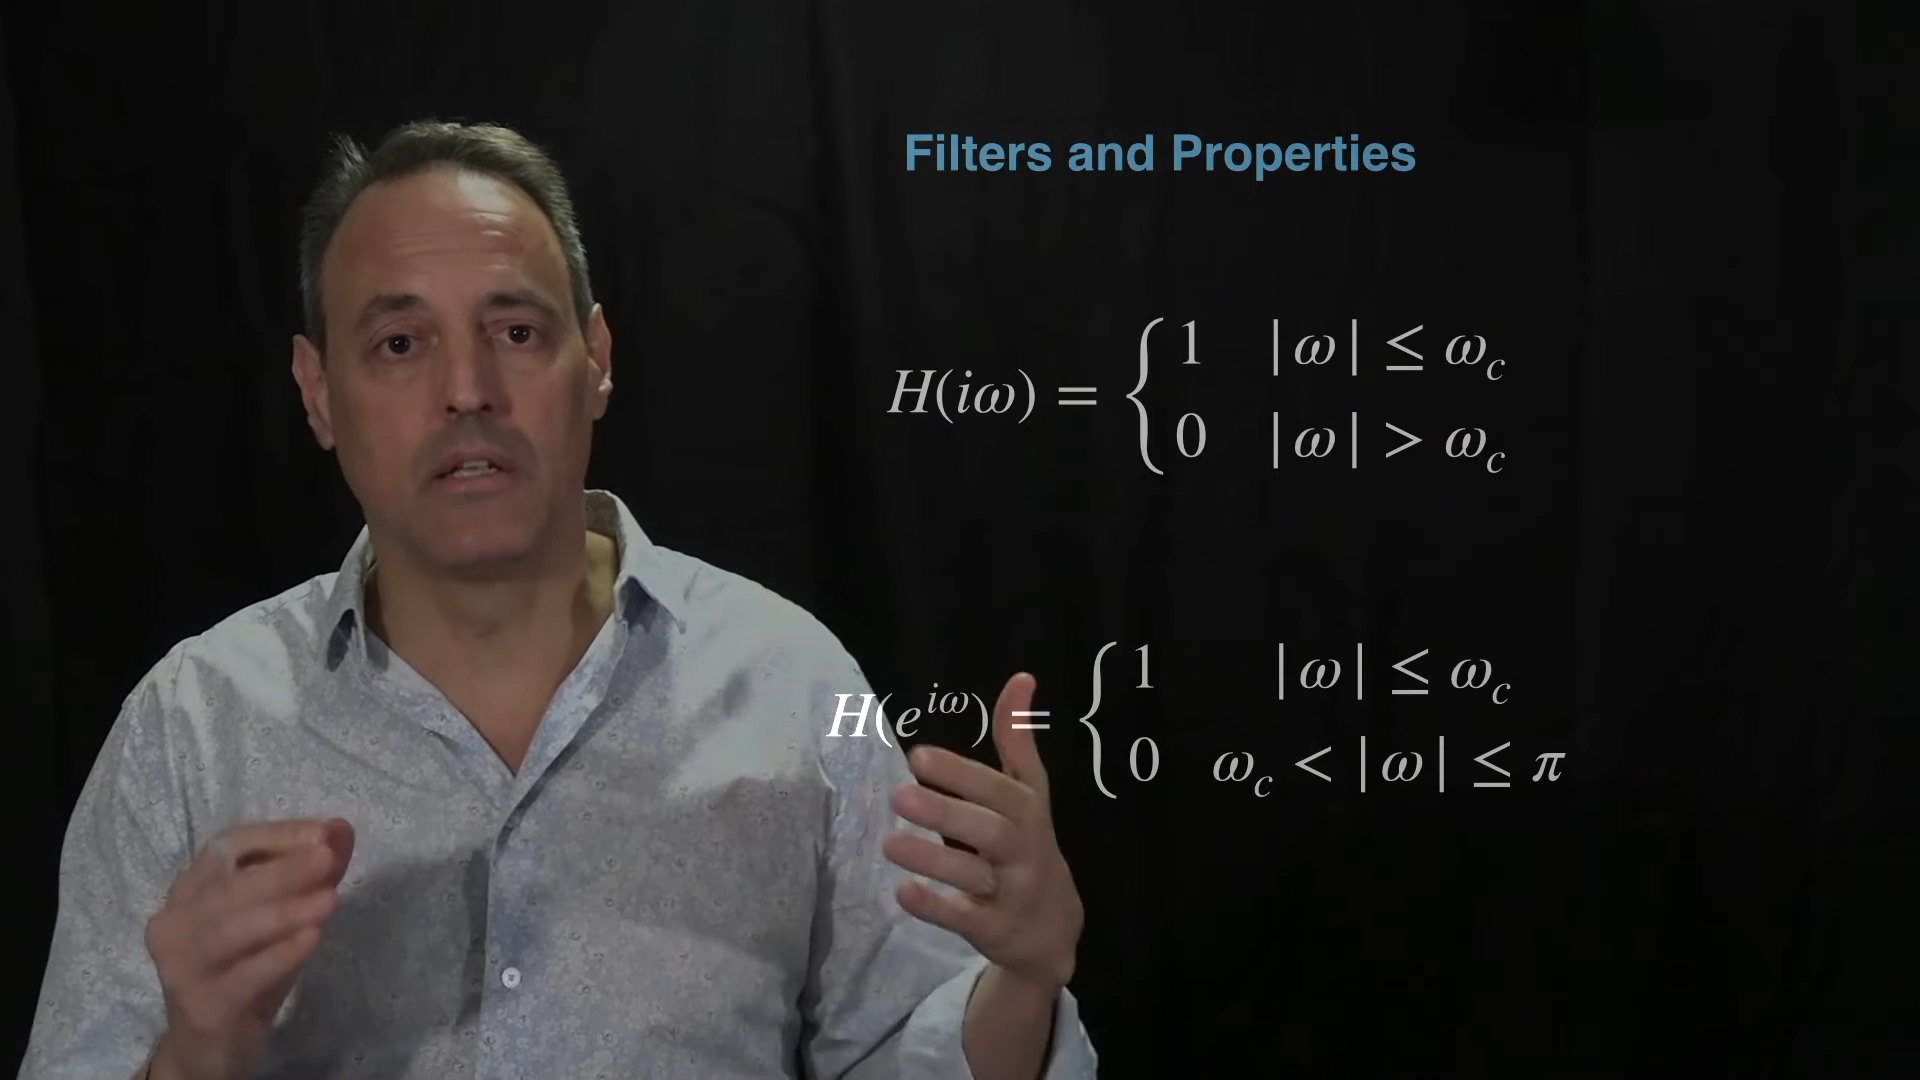 Filters and Properties
H(iω) = { 1 |ω| ≤ ω_c
0 |ω| > ω_c
H(e^{iω}) = { 1 |ω| ≤ ω_c
0 ω_c < |ω| ≤ π